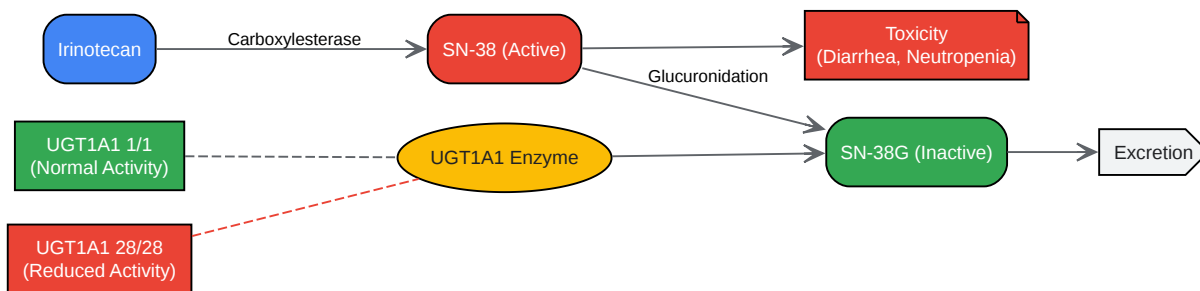 Irinotecan
Carboxylesterase
SN-38 (Active)
Toxicity
(Diarrhea, Neutropenia)
Glucuronidation
UGT1A1 1/1
(Normal Activity)
UGT1A1 Enzyme
SN-38G (Inactive)
Excretion
UGT1A1 28/28
(Reduced Activity)